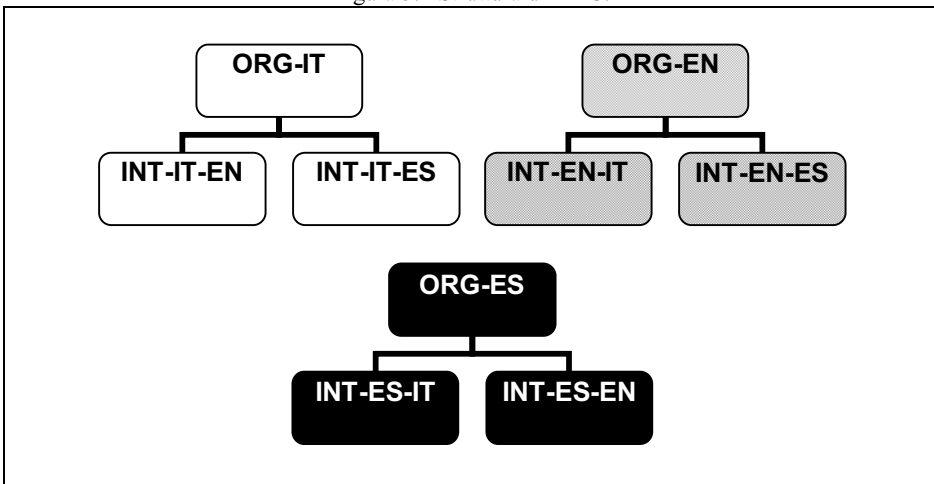 ORG-IT
ORG-EN
INT-IT-EN
INT-IT-ES
INT-EN-IT
INT-EN-ES
ORG-ES
INT-ES-IT
INT-ES-EN